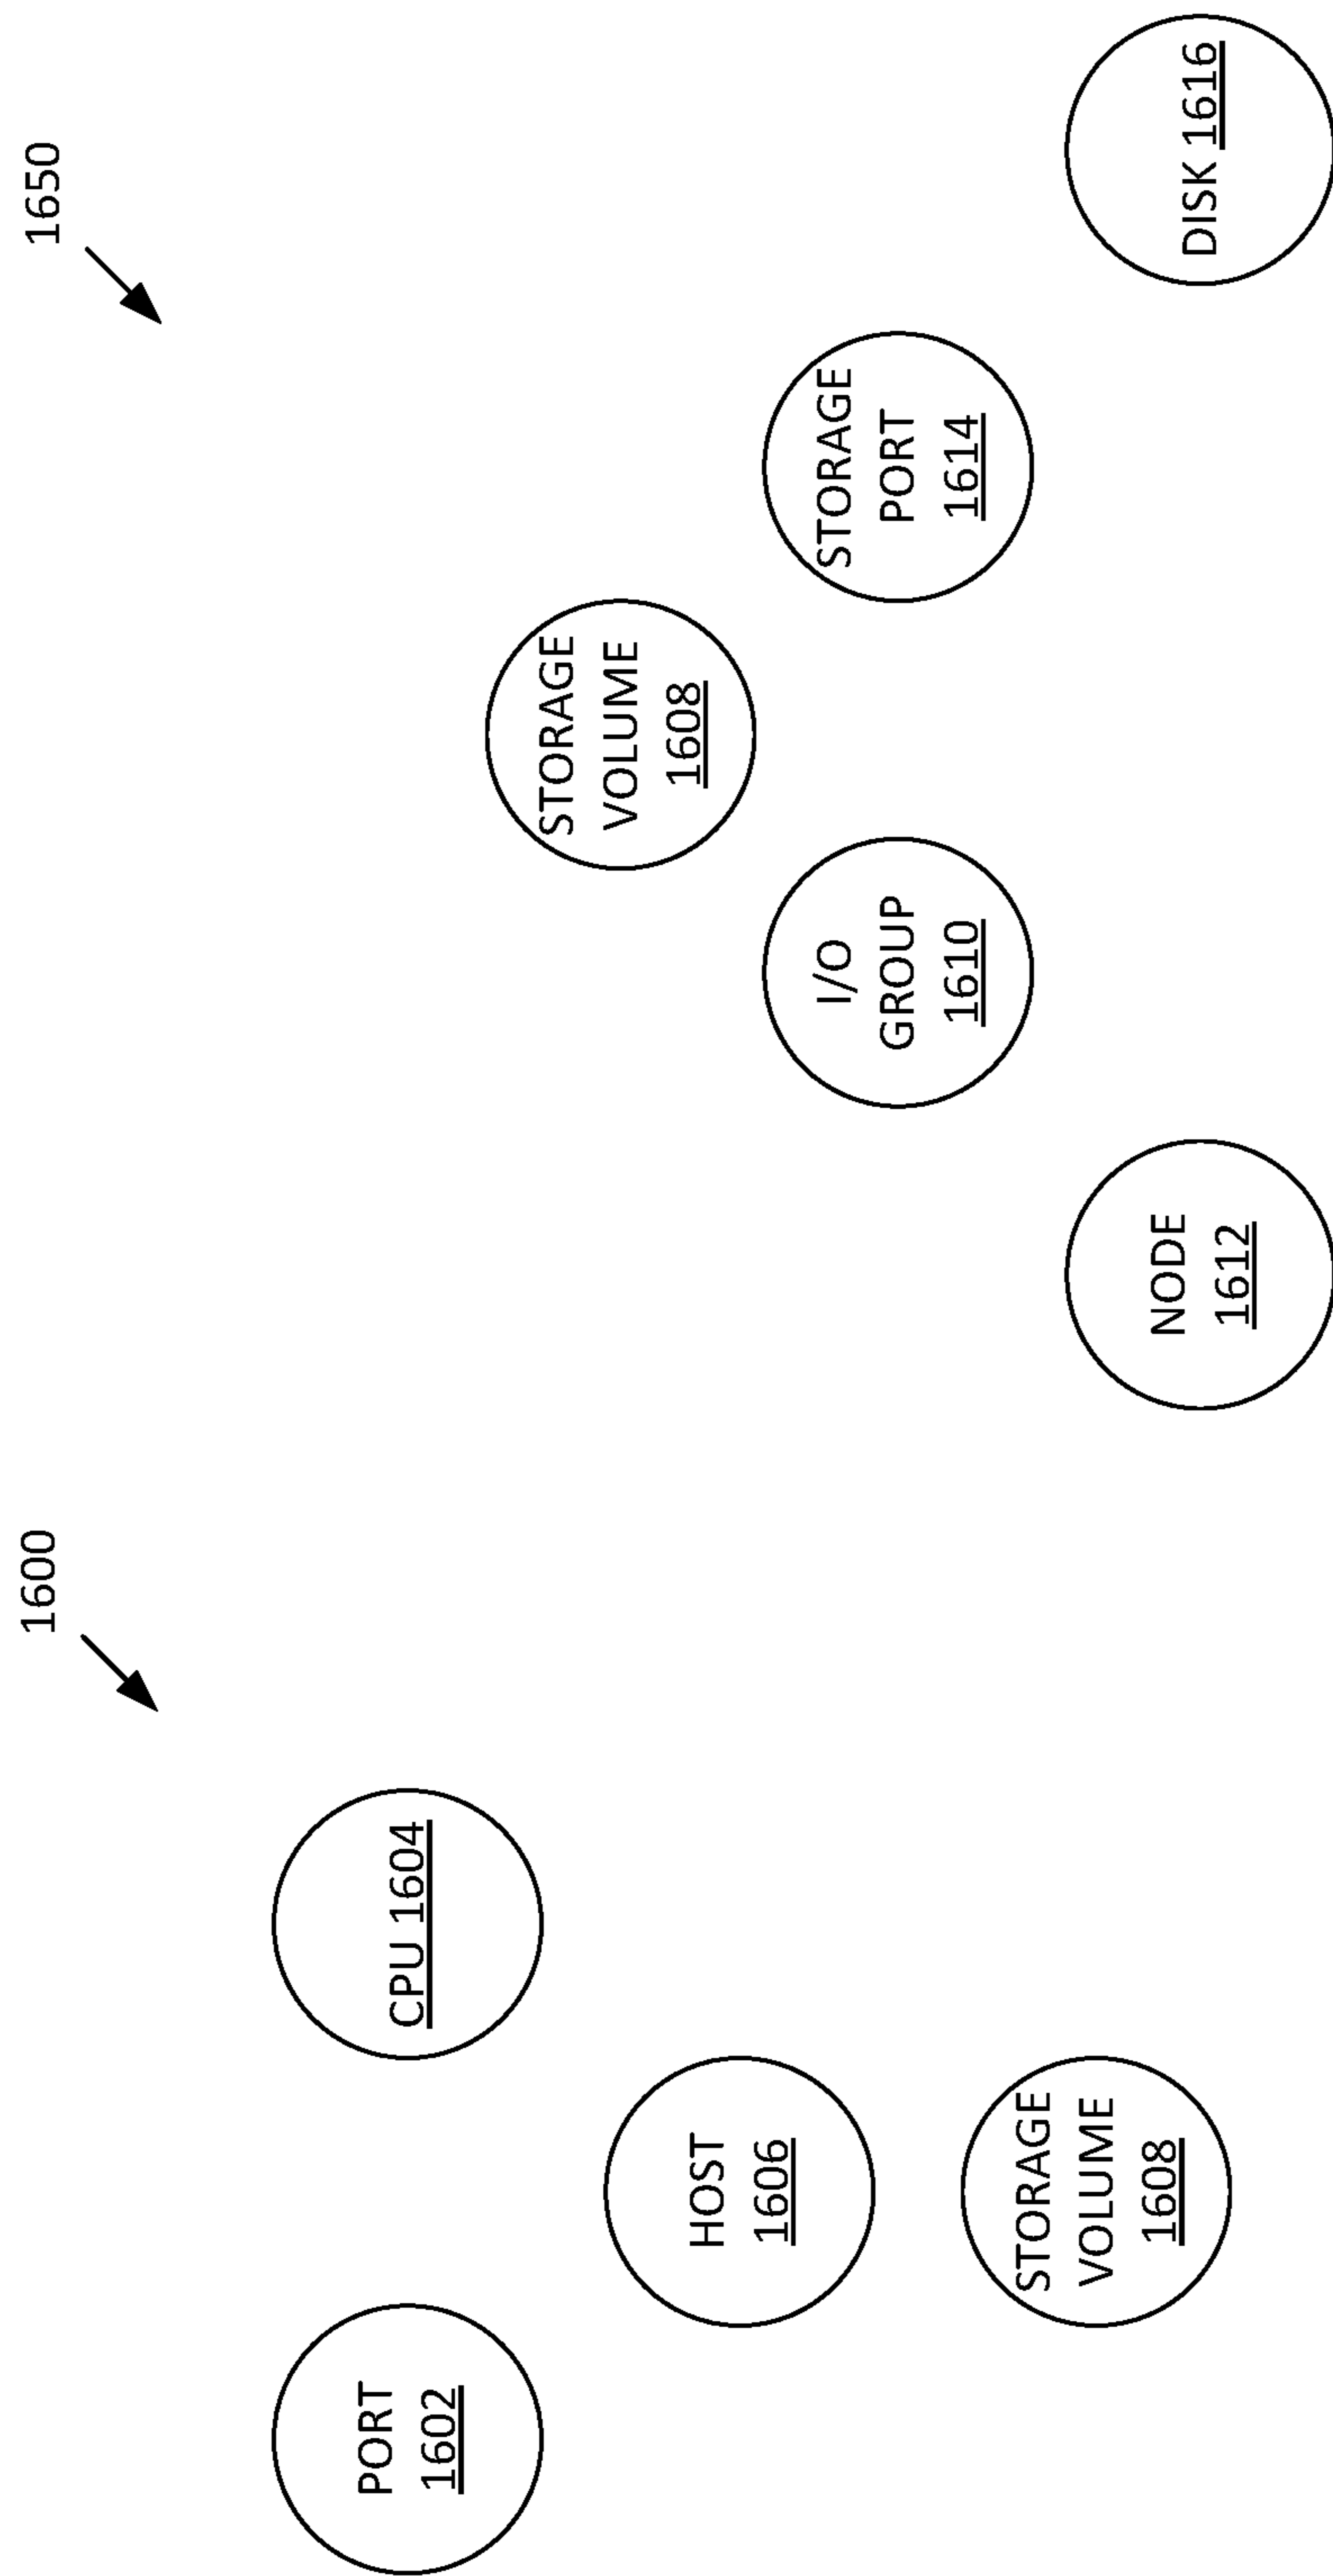 1600
PORT
1602
CPU 1604
HOST
1606
STORAGE
VOLUME
1608
1650
STORAGE
VOLUME
1608
I/O
GROUP
1610
STORAGE
PORT
1614
NODE
1612
DISK 1616